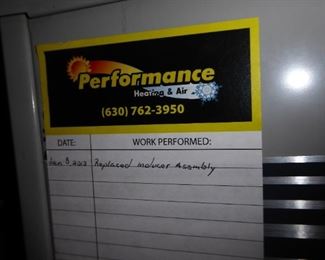 Performance
Heating & Air
(630) 762-3950
DATE: WORK PERFORMED:
Replaced inducer Assembly